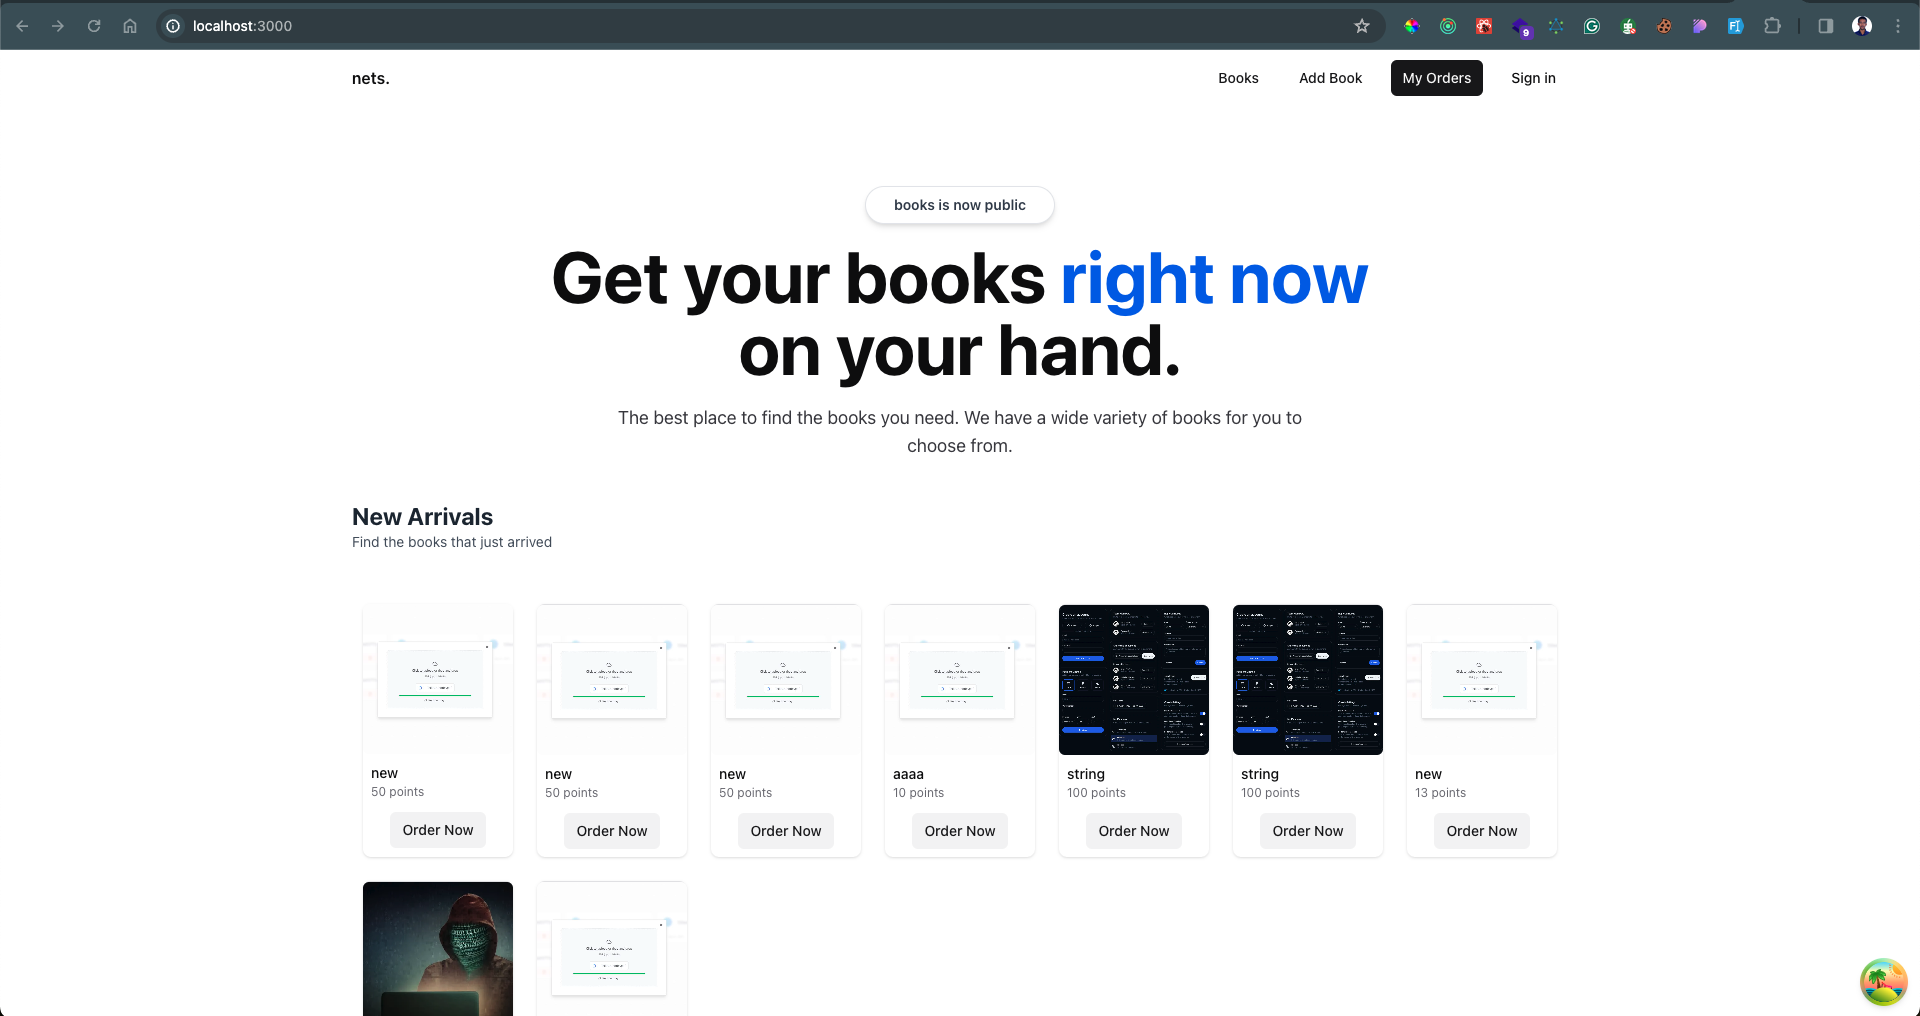 localhost:3000
9
nets.
Books Add Book My Orders Sign in
books is now public
Get your books right now
on your hand.
The best place to find the books you need. We have a wide variety of books for you to
choose from.
New Arrivals
Find the books that just arrived
new new new aaaa string string new
50 points 50 points 50 points 10 points 100 points 100 points 13 points
Order Now Order Now Order Now Order Now Order Now Order Now Order Now